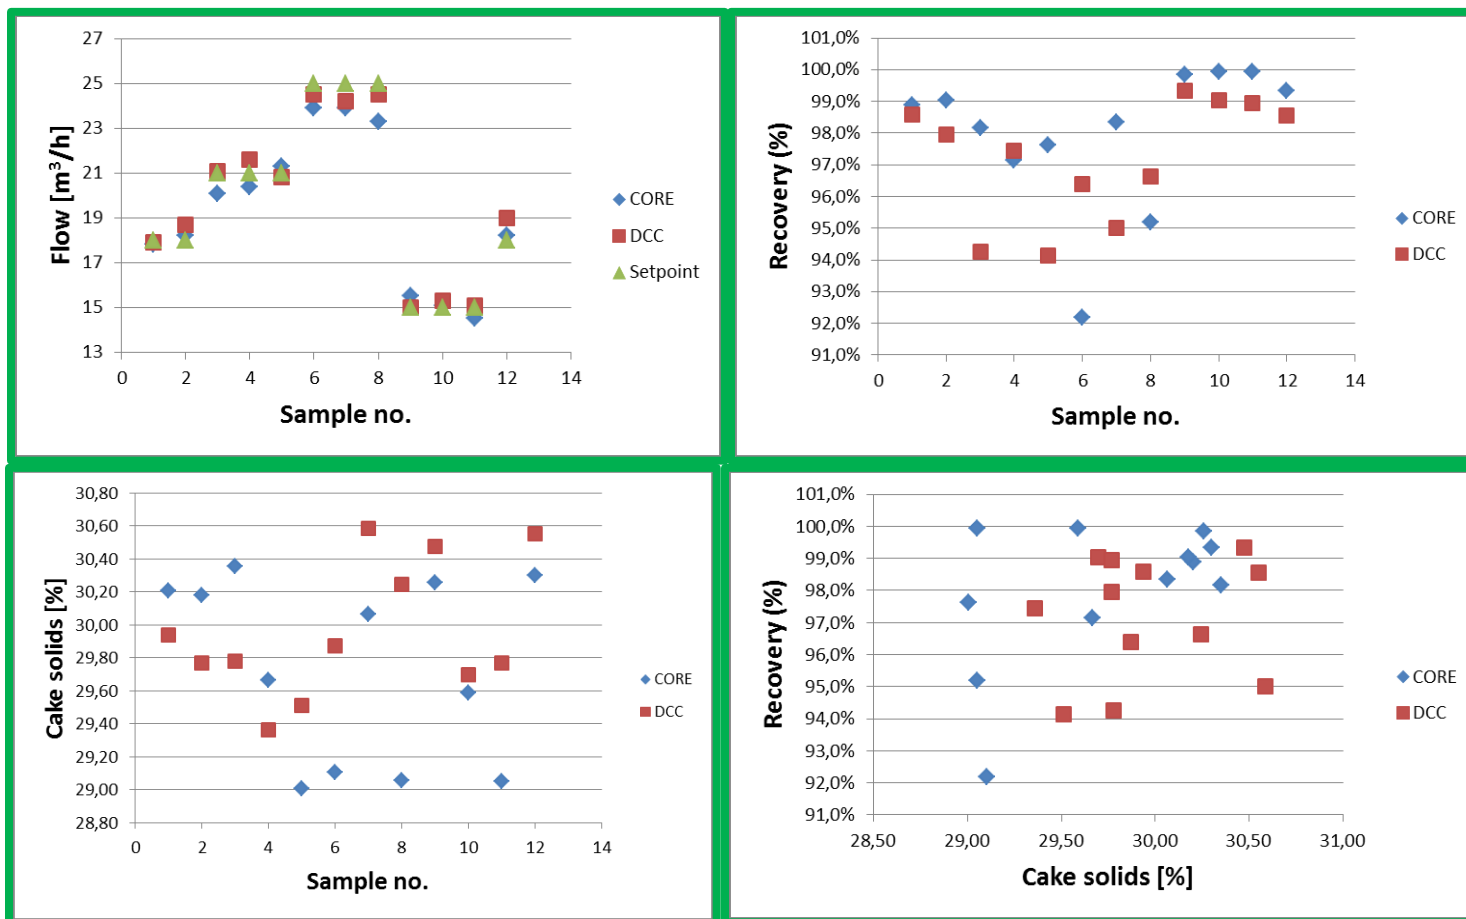 27
25
23
21
19
17
15
13
0 2 4 6 8 10 12 14
Flow [m³/h]
Sample no.
CORE
DCC
Setpoint
101,0%
100,0%
99,0%
98,0%
97,0%
96,0%
95,0%
94,0%
93,0%
92,0%
91,0%
0 2 4 6 8 10 12 14
Recovery (%)
Sample no.
CORE
DCC
30,80
30,60
30,40
30,20
30,00
29,80
29,60
29,40
29,20
29,00
28,80
0 2 4 6 8 10 12 14
Cake solids [%]
Sample no.
CORE
DCC
101,0%
100,0%
99,0%
98,0%
97,0%
96,0%
95,0%
94,0%
93,0%
92,0%
91,0%
28,50 29,00 29,50 30,00 30,50 31,00
Recovery (%)
Cake solids [%]
CORE
DCC